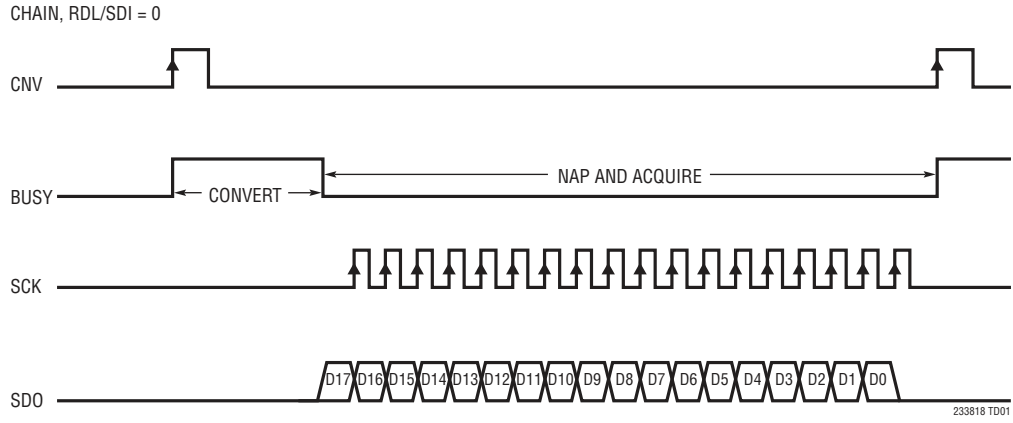 CHAIN, RDL/SDI = 0
CNV
BUSY
CONVERT
NAP AND ACQUIRE
SCK
SDO
D17 D16 D15 D14 D13 D12 D11 D10 D9 D8 D7 D6 D5 D4 D3 D2 D1 D0
233818 TD01